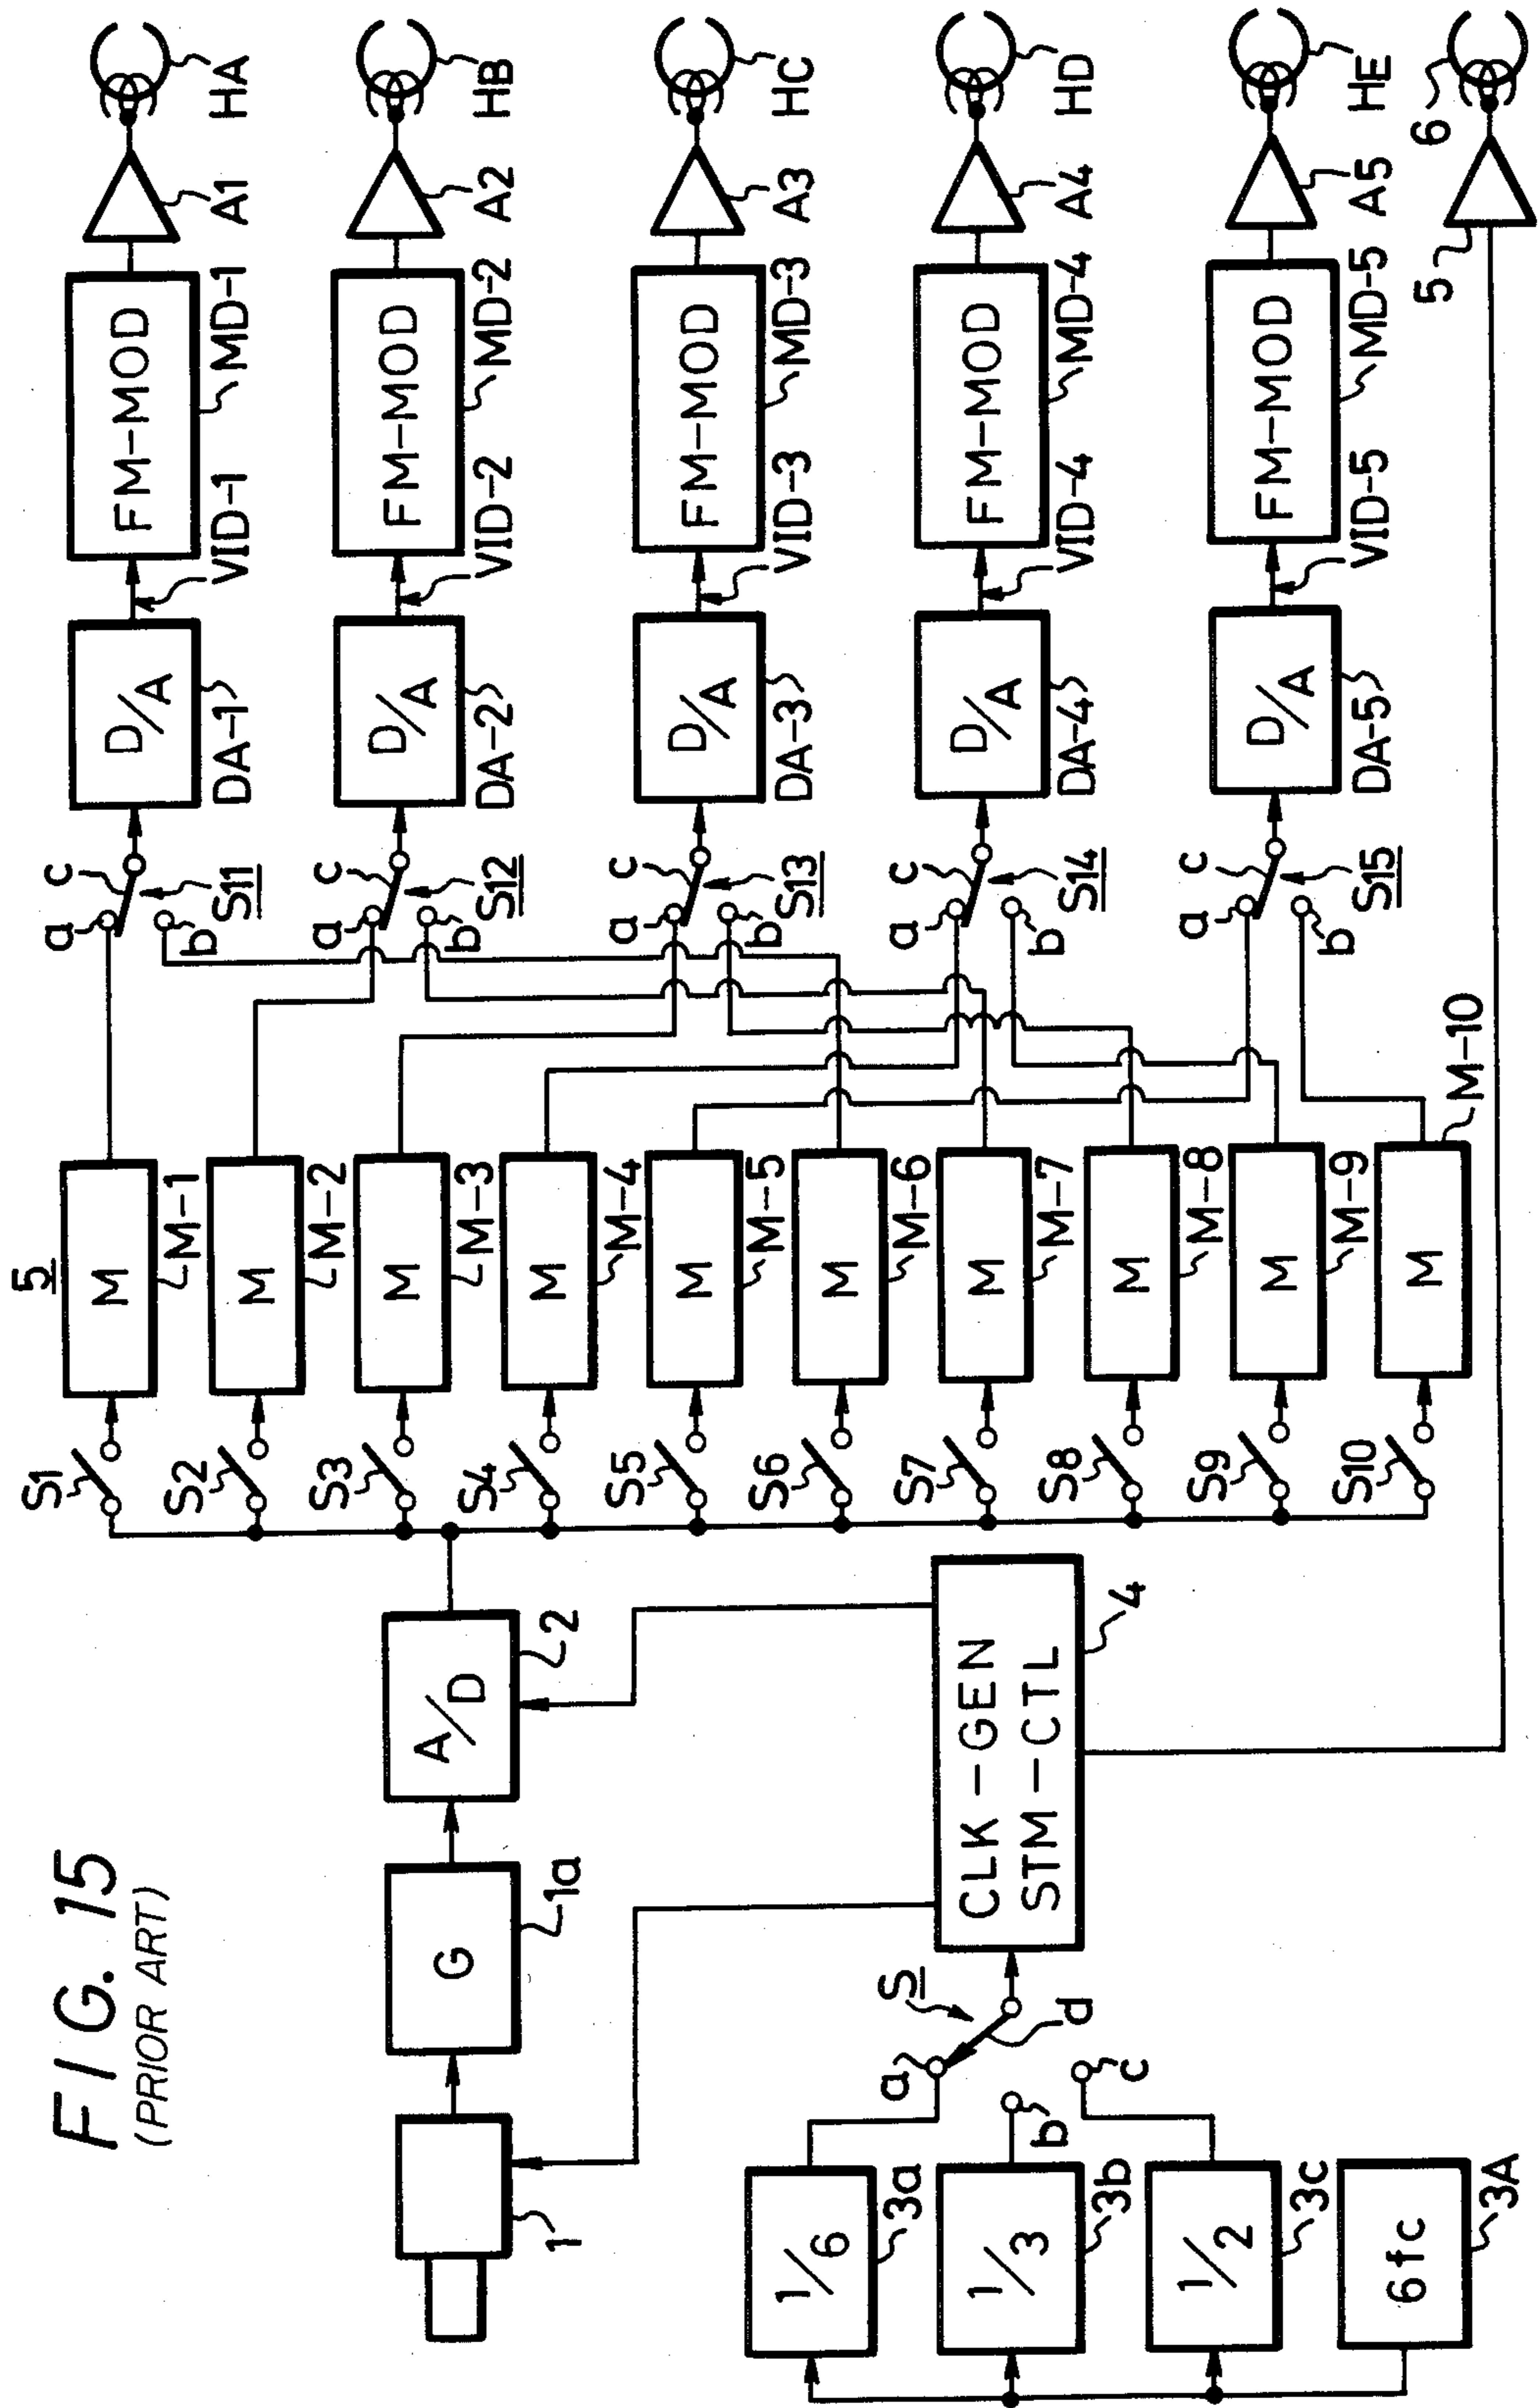 FIG. 15
(PRIOR ART)
1
G
1a
A/D
2
1/6
3a
1/3
3b
1/2
3c
6fc
3A
a
b
c
d
S
CLK-GEN
STM-CTL
4
5
S1
M
M-1
S2
M
M-2
S3
M
M-3
S4
M
M-4
S5
M
M-5
S6
M
M-6
S7
M
M-7
S8
M
M-8
S9
M
M-9
S10
M
M-10
a
b
c
S11
D/A
DA-1
VID-1
FM-MOD
MD-1
A1
HA
a
b
c
S12
D/A
DA-2
VID-2
FM-MOD
MD-2
A2
HB
a
b
c
S13
D/A
DA-3
VID-3
FM-MOD
MD-3
A3
HC
a
b
c
S14
D/A
DA-4
VID-4
FM-MOD
MD-4
A4
HD
a
b
c
S15
D/A
DA-5
VID-5
FM-MOD
MD-5
A5
HE
5
6